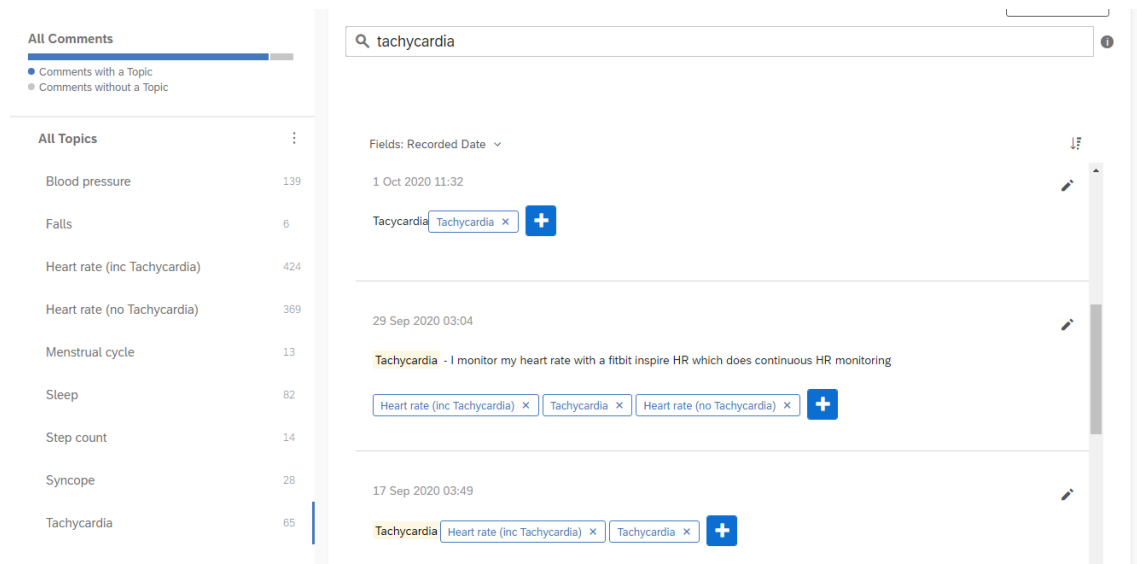 All Comments
Comments with a Topic
Comments without a Topic
All Topics
Blood pressure 139
Falls 6
Heart rate (inc Tachycardia) 424
Heart rate (no Tachycardia) 369
Menstrual cycle 13
Sleep 82
Step count 14
Syncope 28
Tachycardia 65
tachycardia
Fields: Recorded Date
1 Oct 2020 11:32
Tacycardia Tachycardia ×
29 Sep 2020 03:04
Tachycardia - I monitor my heart rate with a fitbit inspire HR which does continuous HR monitoring
Heart rate (inc Tachycardia) × Tachycardia × Heart rate (no Tachycardia) ×
17 Sep 2020 03:49
Tachycardia Heart rate (inc Tachycardia) × Tachycardia ×